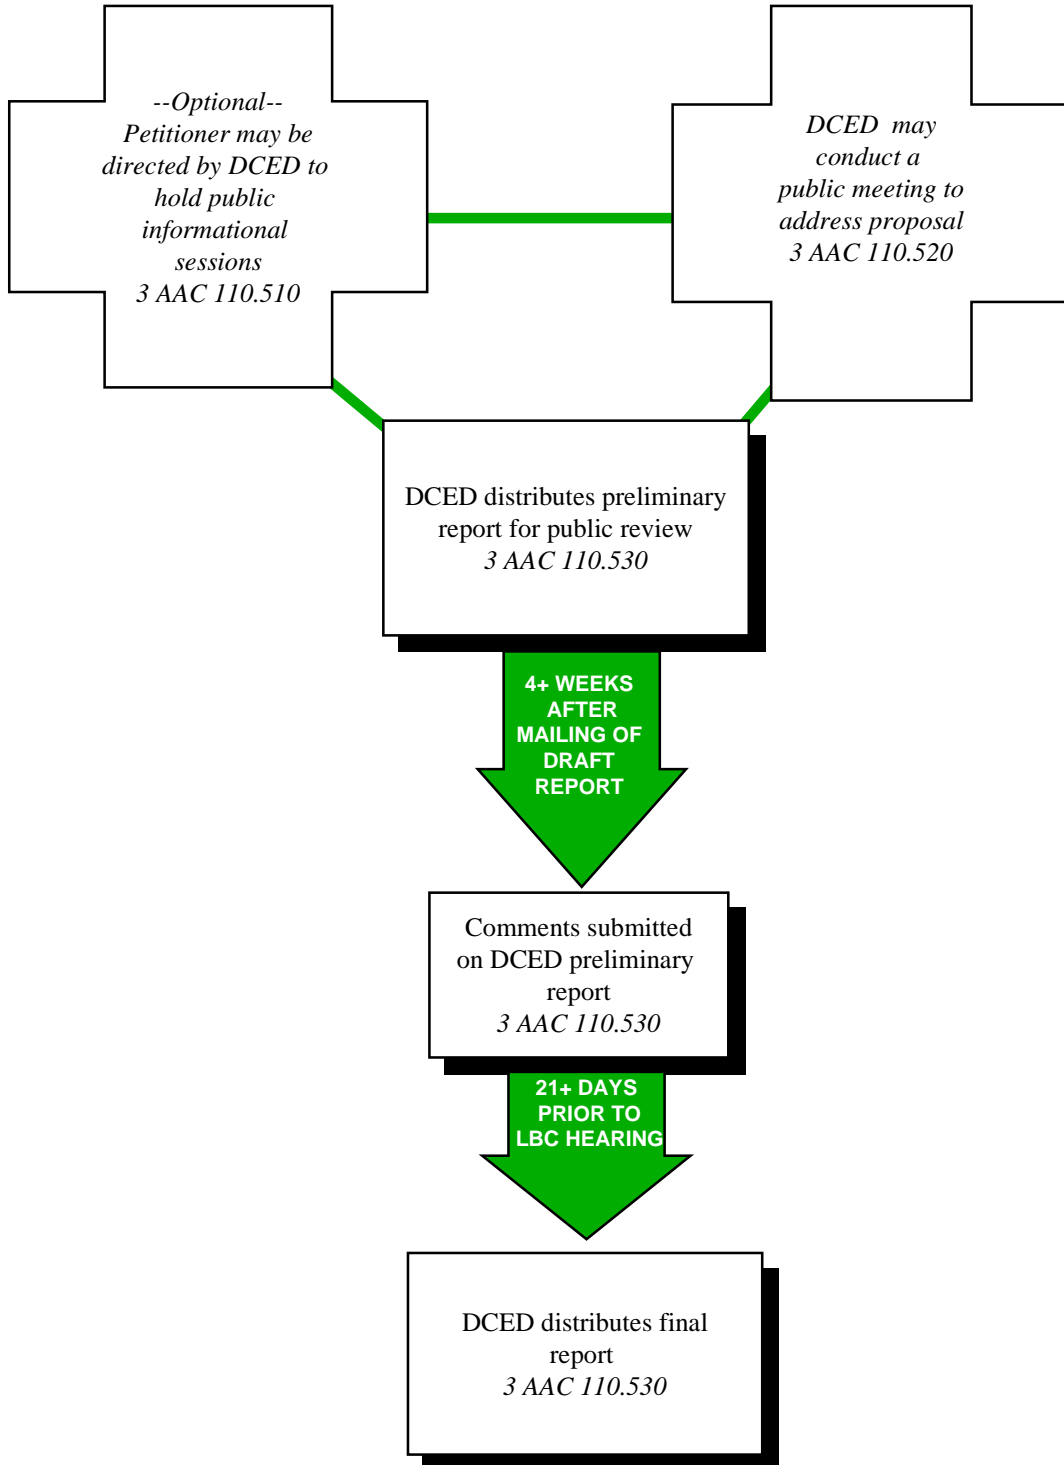 --Optional--
Petitioner may be
directed by DCED to
hold public
informational
sessions
3 AAC 110.510
DCED may
conduct a
public meeting to
address proposal
3 AAC 110.520
DCED distributes preliminary
report for public review
3 AAC 110.530
4+ WEEKS
AFTER
MAILING OF
DRAFT
REPORT
Comments submitted
on DCED preliminary
report
3 AAC 110.530
21+ DAYS
PRIOR TO
LBC HEARING
DCED distributes final
report
3 AAC 110.530